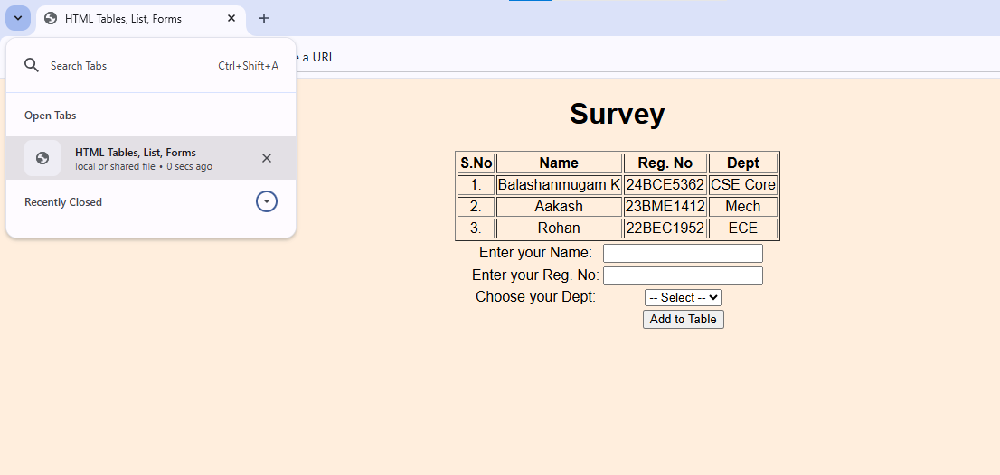 HTML Tables, List, Forms
Search Tabs Ctrl+Shift+A
a URL
Open Tabs
HTML Tables, List, Forms
local or shared file • 0 secs ago
Recently Closed
Survey
S.No Name Reg. No Dept
1. Balashanmugam K 24BCE5362 CSE Core
2. Aakash 23BME1412 Mech
3. Rohan 22BEC1952 ECE
Enter your Name:
Enter your Reg. No:
Choose your Dept: -- Select --
Add to Table